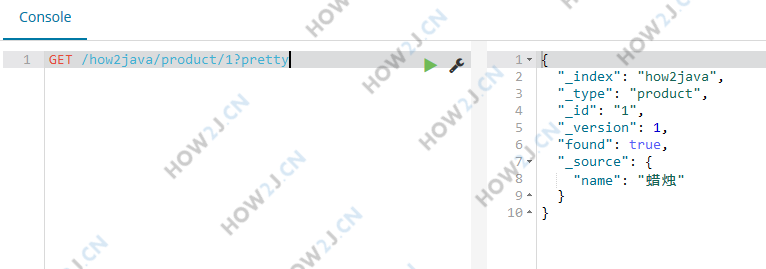 Console
1 GET /how2java/product/1?pretty
1 {
2 "_index": "how2java",
3 "_type": "product",
4 "_id": "1",
5 "_version": 1,
6 "found": true,
7 "_source": {
8 "name": "蜡烛"
9 }
10 }
HOW2J.CN
HOW2J.CN
HOW2J.CN
HOW2J.CN
HOW2J.CN
HOW2J.CN
HOW2J.CN
HOW2J.CN
HOW2J.CN